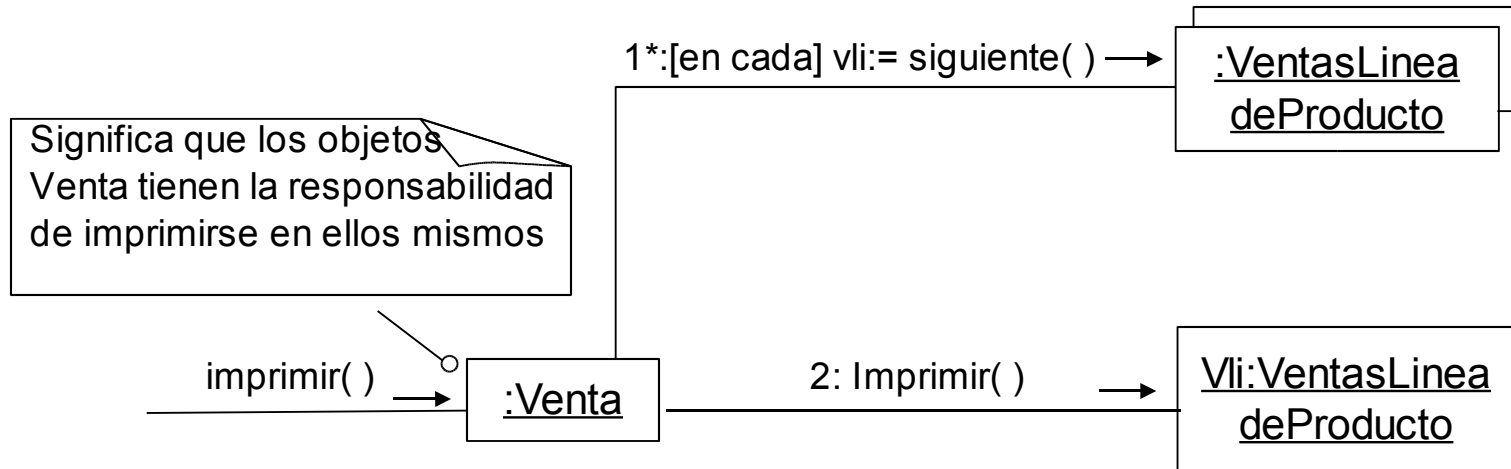 1*:[en cada] vli:= siguiente( )
:VentasLinea
deProducto
Significa que los objetos
Venta tienen la responsabilidad
de imprimirse en ellos mismos
imprimir( )
:Venta
2: Imprimir( )
Vli:VentasLinea
deProducto